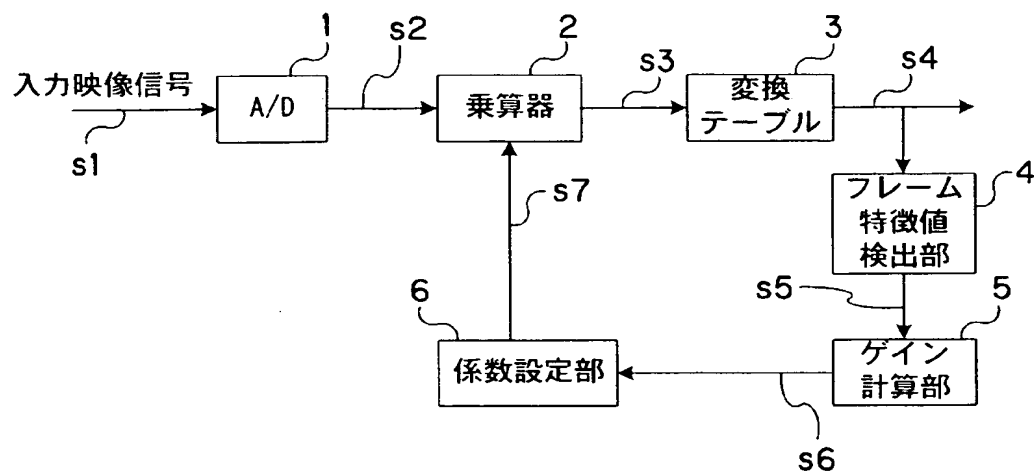 1
s2
2
s3
3
s4
入力映像信号
A/D
乗算器
変換
テーブル
s1
s7
フレーム
特徴値
検出部
4
s5
6
5
係数設定部
ゲイン
計算部
s6